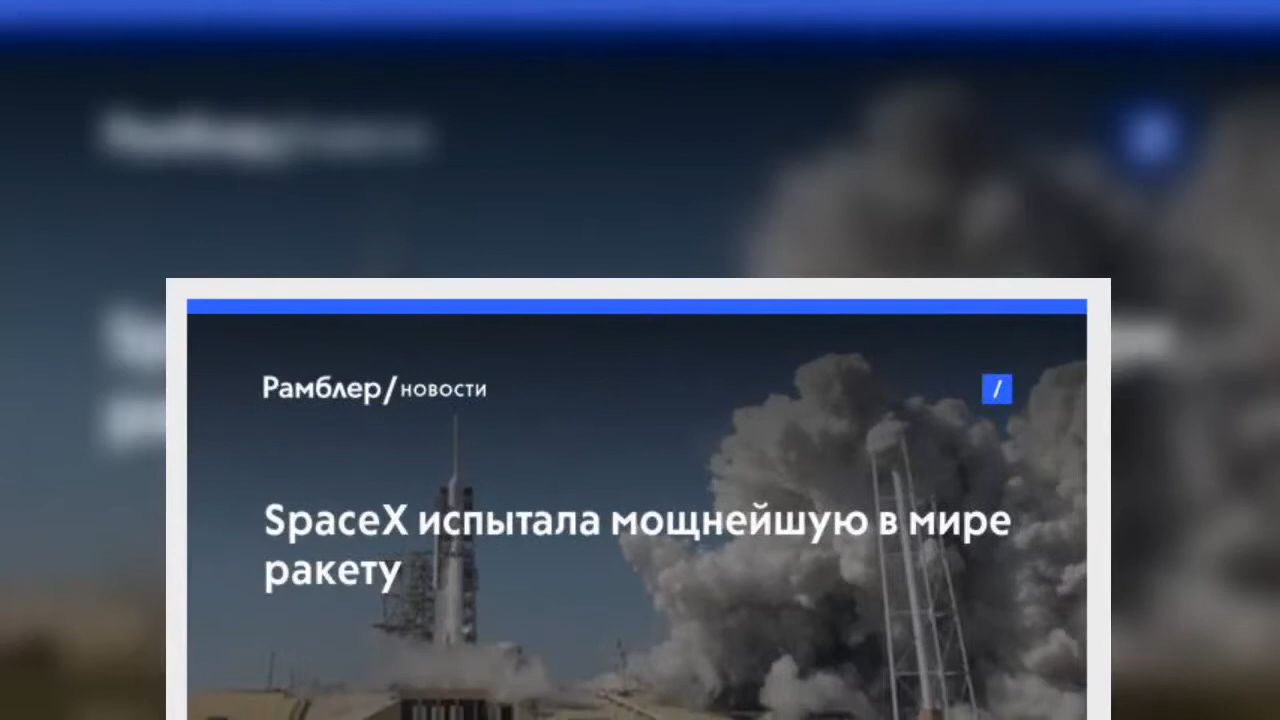 Рамблер/новости
/
SpaceX испытала мощнейшую в мире
ракету